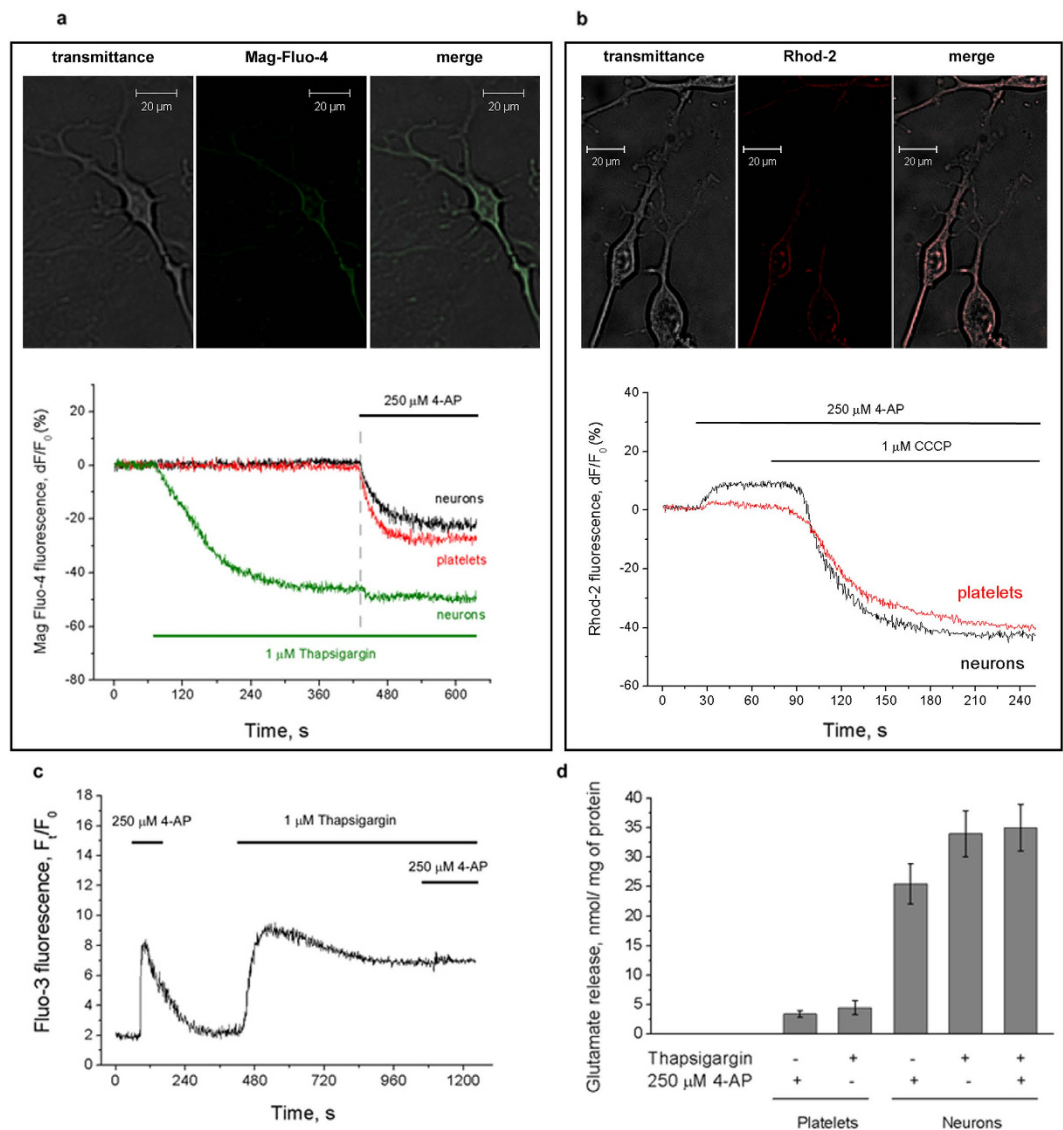 a
transmittance Mag-Fluo-4 merge
20 µm 20 µm 20 µm
Mag Fluo-4 fluorescence, dF/F0 (%)
20
0
-20
-40
-60
-80
250 µM 4-AP
neurons
platelets
neurons
1 µM Thapsigargin
0 120 240 360 480 600
Time, s
b
transmittance Rhod-2 merge
20 µm 20 µm 20 µm
Rhod-2 fluorescence, dF/F0 (%)
40
20
0
-20
-40
-60
250 µM 4-AP
1 µM CCCP
platelets
neurons
0 30 60 90 120 150 180 210 240
Time, s
c
Fluo-3 fluorescence, Ft/F0
18
16
14
12
10
8
6
4
2
0
250 µM 4-AP 1 µM Thapsigargin
250 µM 4-AP
0 240 480 720 960 1200
Time, s
d
Glutamate release, nmol/ mg of protein
40
35
30
25
20
15
10
5
0
Thapsigargin - + - + +
250 µM 4-AP + - + - +
Platelets Neurons